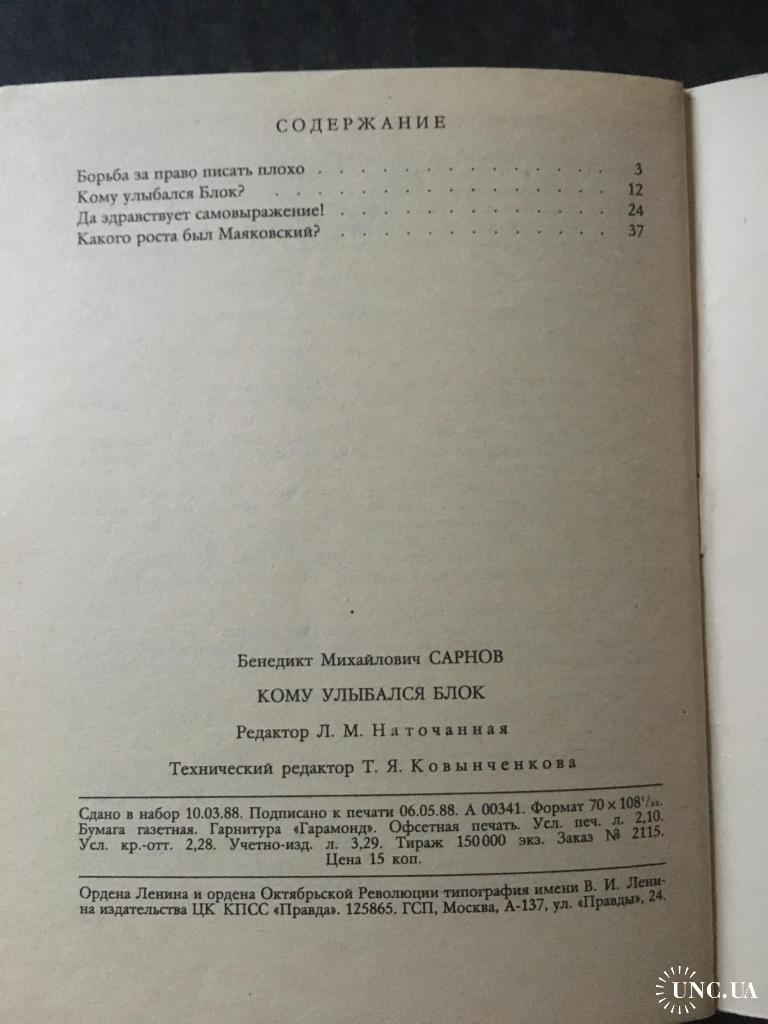 СОДЕРЖАНИЕ
Борьба за право писать плохо . . . . . . . . . . . . 3
Кому улыбался Блок? . . . . . . . . . . . . . 12
Да здравствует самовыражение! . . . . . . . . . . . 24
Какого роста был Маяковский? . . . . . . . . . . . 37
Бенедикт Михайлович САРНОВ
КОМУ УЛЫБАЛСЯ БЛОК
Редактор Л. М. Наточанная
Технический редактор Т. Я. Ковынченкова
Сдано в набор 10.03.88. Подписано к печати 06.05.88. А 00341. Формат 70 × 108¹/₃₂.
Бумага газетная. Гарнитура «Гарамонд». Офсетная печать. Усл. печ. л. 2,10.
Усл. кр.-отт. 2,28. Учетно-изд. л. 3,29. Тираж 150 000 экз. Заказ № 2115.
Цена 15 коп.
Ордена Ленина и ордена Октябрьской Революции типография имени В. И. Лени-
на издательства ЦК КПСС «Правда». 125865. ГСП, Москва, А-137, ул. «Правды», 24.
UNC.UA